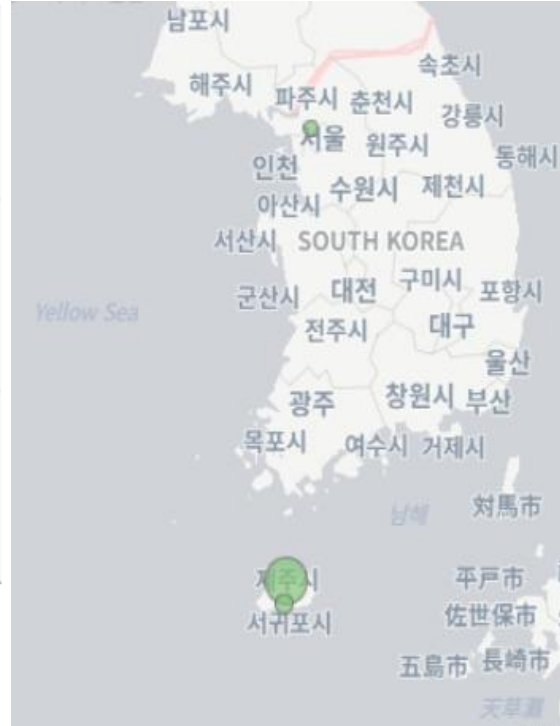 남포시
속초시
해주시
파주시 춘천시
강릉시
서울 원주시
동해시
인천
수원시 제천시
아산시
서산시 SOUTH KOREA
구미시
군산시 대전 포항시
Yellow Sea
전주시 대구
울산
광주 창원시 부산
목포시 여수시 거제시
対馬市
남해
제주시 平戸市
서귀포시 佐世保市
五島市 長崎市
天草灘